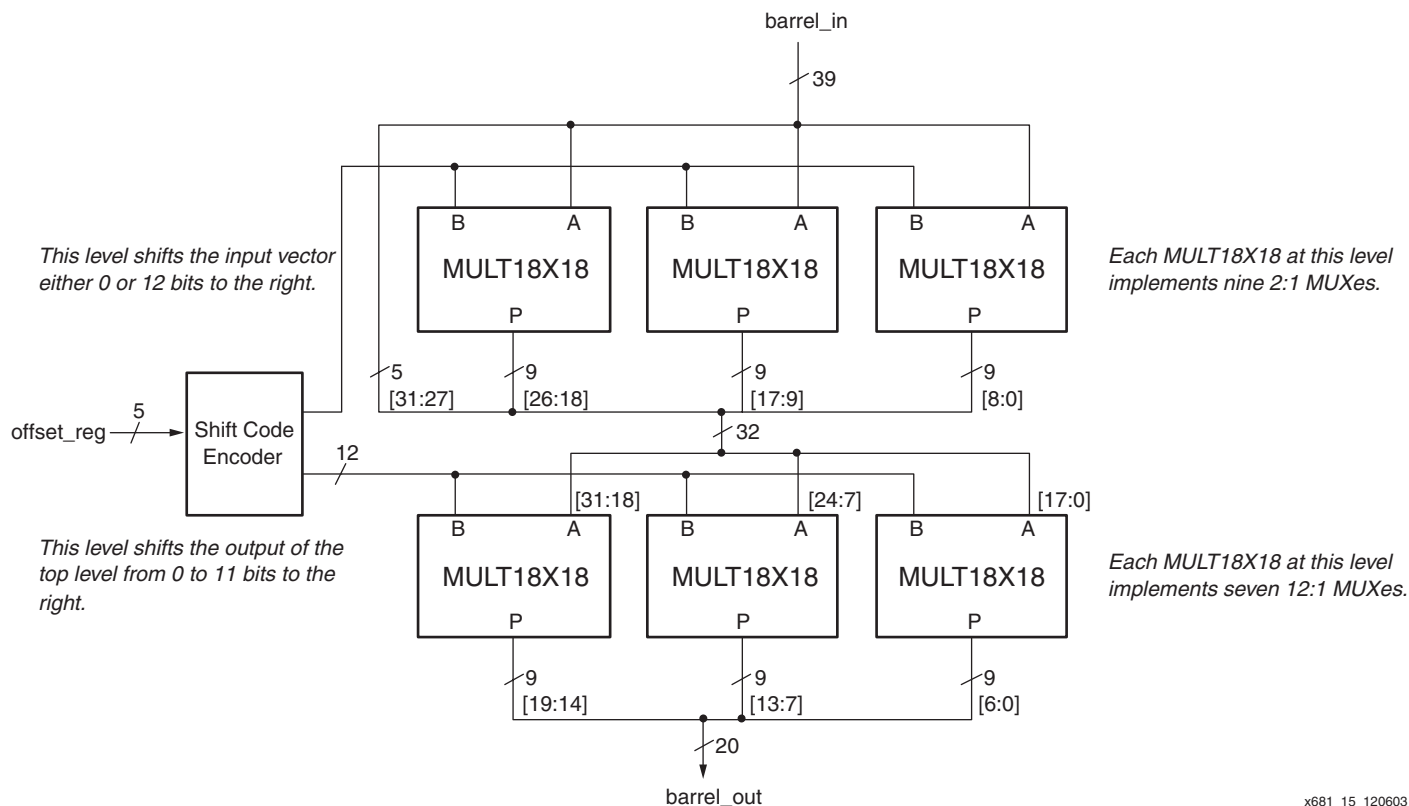 barrel_in
39
B
A
MULT18X18
P
B
A
MULT18X18
P
B
A
MULT18X18
P
This level shifts the input vector
either 0 or 12 bits to the right.
Each MULT18X18 at this level
implements nine 2:1 MUXes.
5
[31:27]
9
[26:18]
9
[17:9]
9
[8:0]
32
offset_reg
5
Shift Code
Encoder
12
[31:18]
[24:7]
[17:0]
B
A
MULT18X18
P
B
A
MULT18X18
P
B
A
MULT18X18
P
This level shifts the output of the
top level from 0 to 11 bits to the
right.
Each MULT18X18 at this level
implements seven 12:1 MUXes.
9
[19:14]
9
[13:7]
9
[6:0]
20
barrel_out
x681_15_120603